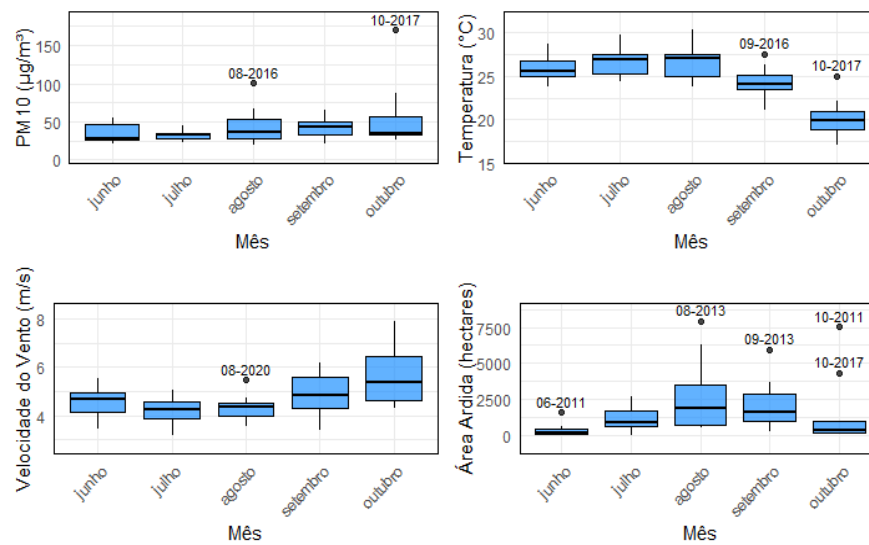 PM10 (µg/m³)
150
100
50
0
08-2016
10-2017
junho
julho
agosto
setembro
outubro
Mês
Temperatura (°C)
30
25
20
15
09-2016
10-2017
junho
julho
agosto
setembro
outubro
Mês
Velocidade do Vento (m/s)
8
6
4
08-2020
junho
julho
agosto
setembro
outubro
Mês
Área Ardida (hectares)
7500
5000
2500
0
06-2011
08-2013
09-2013
10-2011
10-2017
junho
julho
agosto
setembro
outubro
Mês